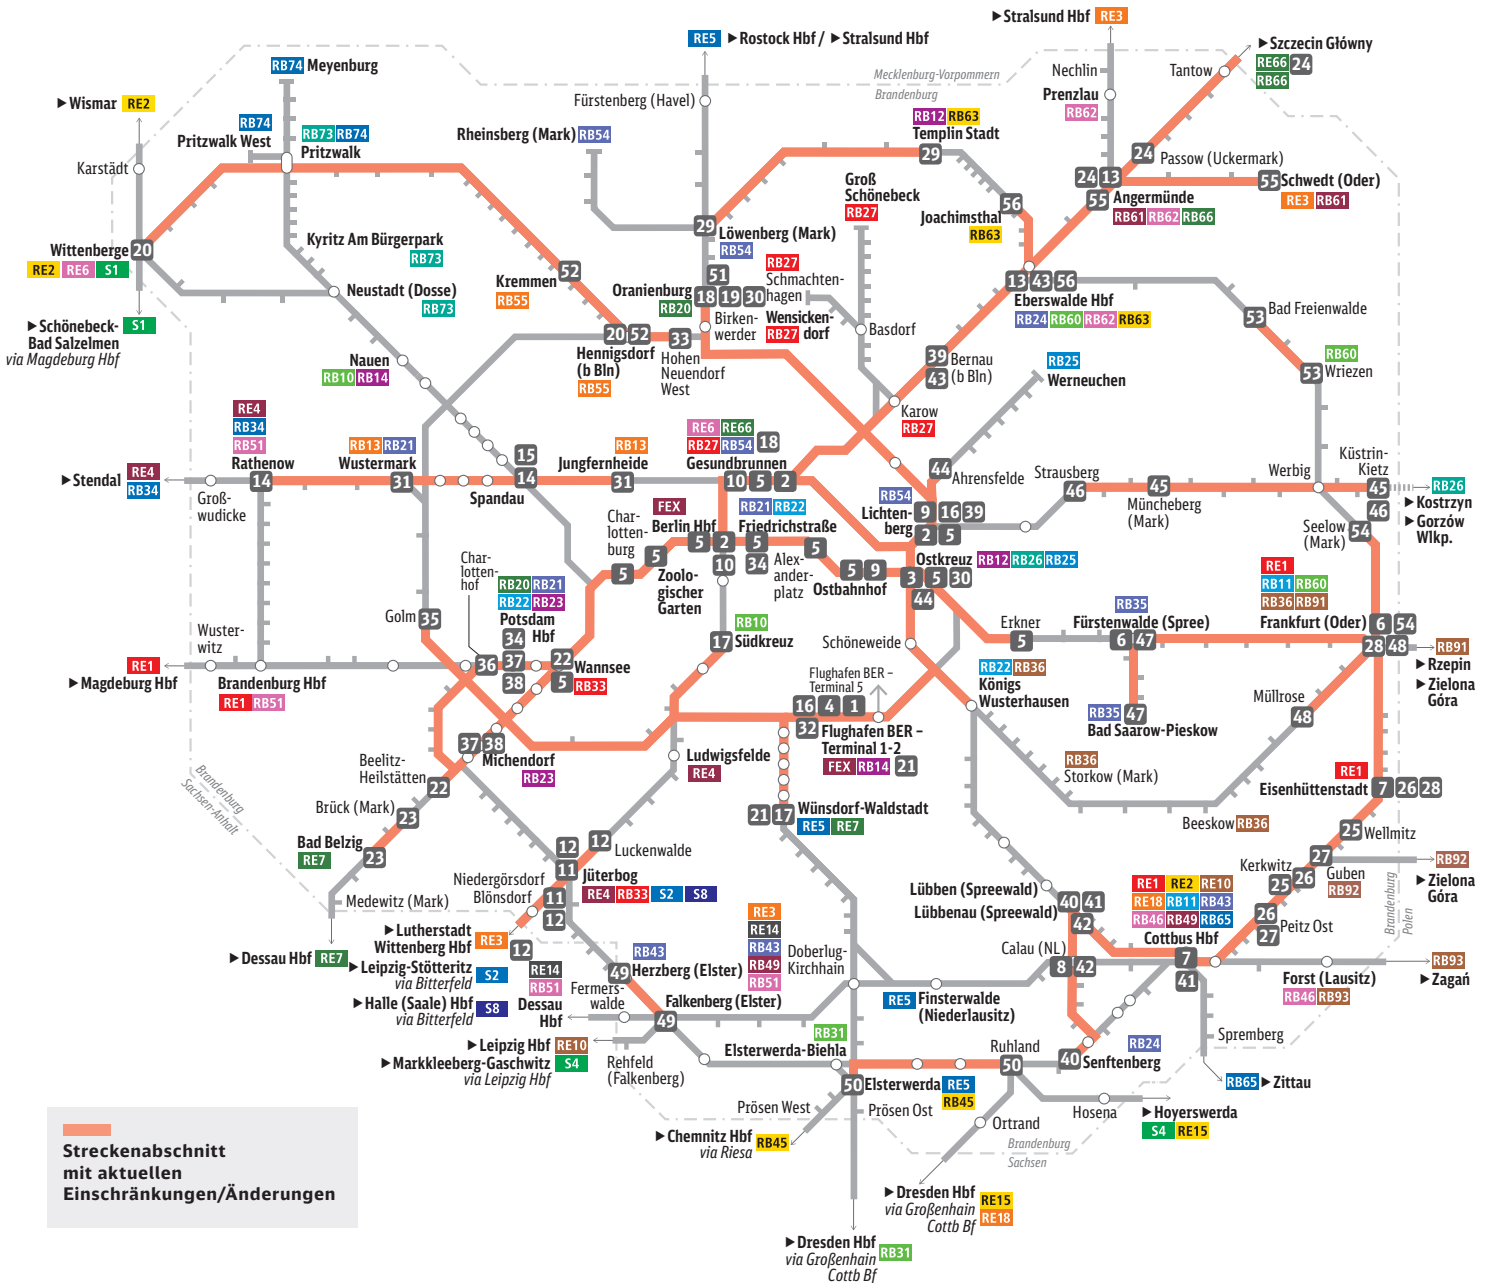 Stralsund Hbf RE3
RE5 Rostock Hbf / Stralsund Hbf
Szczecin Główny
RE66 24
RB66
Mecklenburg-Vorpommern
Brandenburg
Nechlin
Tantow
Prenzlau
RB62
RB74 Meyenburg
Wismar RE2
Fürstenberg (Havel)
RB74
Pritzwalk West
RB73 RB74
Pritzwalk
Rheinsberg (Mark) RB54
RB12 RB63
Templin Stadt
29
24
Passow (Uckermark)
Karstädt
Groß
Schönebeck
RB27
24 13
55
Angermünde
RB61 RB62 RB66
55 Schwedt (Oder)
RE3 RB61
56
Joachimsthal
RB63
Wittenberge 20
RE2 RE6 S1
Kyritz Am Bürgerpark
RB73
29
Löwenberg (Mark)
RB54
52
Kremmen
RB55
51
Oranienburg 18 19 30
RB20
RB27
Schmachten-
hagen
Wensicken-
RB27 dorf
Birken-
werder
Basdorf
13 43 56
Eberswalde Hbf
RB24 RB60 RB62 RB63
Neustadt (Dosse)
RB73
53
Bad Freienwalde
Schönebeck- S1
Bad Salzelmen
via Magdeburg Hbf
20 52
Hennigsdorf
(b Bln)
RB55
33
Hohen
Neuendorf
West
39
43
Bernau
(b Bln)
RB25
Werneuchen
RB60
53 Wriezen
Nauen
RB10 RB14
Karow
RB27
RE4
RB34
RB51
Rathenow
14
RB13 RB21
Wustermark
31
15
14
Spandau
RB13
Jungfernheide
31
RE6 RE66
RB27 RB54 18
Gesundbrunnen
10 5 2
44
Ahrensfelde
Strausberg
46
45
Müncheberg
(Mark)
Werbig
Küstrin-
Kietz
45
46
RB26
Kostrzyn
Gorzów
Wlkp.
Stendal RE4
RB34
Groß-
wudicke
FEX
Berlin Hbf
5 2
10
RB21 RB22
Friedrichstraße
5
34
RB54
Lichten-
berg
9 16 39
2 5
Seelow
(Mark)
54
Char-
lotten-
burg
5
5
Zoolo-
gischer
Garten
Alex-
ander-
platz
5
5 9
Ostbahnhof
Ostkreuz RB12 RB26 RB25
3 5 30
44
Char-
lotten-
hof
RB20 RB21
RB22 RB23
Potsdam
Hbf
34
36 37
38
22
5
Wannsee
RB33
Golm 35
RB10
17 Südkreuz
Schöneweide
Erkner
5
RB35
Fürstenwalde (Spree)
6 47
RE1
RB11 RB60
RB36 RB91
Frankfurt (Oder) 6 54
28 48
RB91
Rzepin
Zielona
Góra
Wuster-
witz
RE1
Magdeburg Hbf
Brandenburg Hbf
RE1 RB51
Flughafen BER –
Terminal 5
16 4 1
32
Flughafen BER –
Terminal 1-2
FEX RB14 21
RB22 RB36
Königs
Wusterhausen
RB35 47
Bad Saarow-Pieskow
Müllrose
48
37 38
Michendorf
RB23
Ludwigsfelde
RE4
RB36
Storkow (Mark)
RE1
Eisenhüttenstadt 7 26 28
Beelitz-
Heilstätten
22
Brandenburg
Sachsen-Anhalt
Brück (Mark)
23
Bad Belzig
RE7
23
21 17
Wünsdorf-Waldstadt
RE5 RE7
Beeskow RB36
25 Wellmitz
12
12
Luckenwalde
11
Jüterbog
RE4 RB33 S2 S8
27
Guben
RB92
RB92
Zielona
Góra
Kerkwitz
25 26
Niedergörsdorf
Blönsdorf
11
12
Medewitz (Mark)
Lübben (Spreewald)
Lübbenau (Spreewald)
40 41
42
RE1 RE2 RE10
RE18 RB11 RB43
RB46 RB49 RB65
Cottbus Hbf
7
41
26
27
Peitz Ost
Brandenburg
Polen
Dessau Hbf RE7
Lutherstadt
Wittenberg Hbf RE3
12
Leipzig-Stötteritz S2
via Bitterfeld
Halle (Saale) Hbf S8
via Bitterfeld
RE14
RB51
Dessau
Hbf
RB43
49 Herzberg (Elster)
Fermers-
walde
RE3
RE14
RB43
RB49
RB51
Falkenberg (Elster)
49
Doberlug-
Kirchhain
Calau (NL)
8 42
RE5 Finsterwalde
(Niederlausitz)
Forst (Lausitz)
RB46 RB93
RB93
Zagań
Leipzig Hbf RE10
Markkleeberg-Gaschwitz S4
via Leipzig Hbf
Rehfeld
(Falkenberg)
RB31
Elsterwerda-Biehla
Ruhland
50
RB24
40 Senftenberg
Spremberg
50 Elsterwerda RE5
RB45
RB65 Zittau
Prösen West
Prösen Ost
Hosena
Hoyerswerda
S4 RE15
Chemnitz Hbf RB45
via Riesa
Ortrand
Brandenburg
Sachsen
Streckenabschnitt
mit aktuellen
Einschränkungen/Änderungen
Dresden Hbf RE15
via Großenhain RE18
Cottb Bf
Dresden Hbf RB31
via Großenhain
Cottb Bf